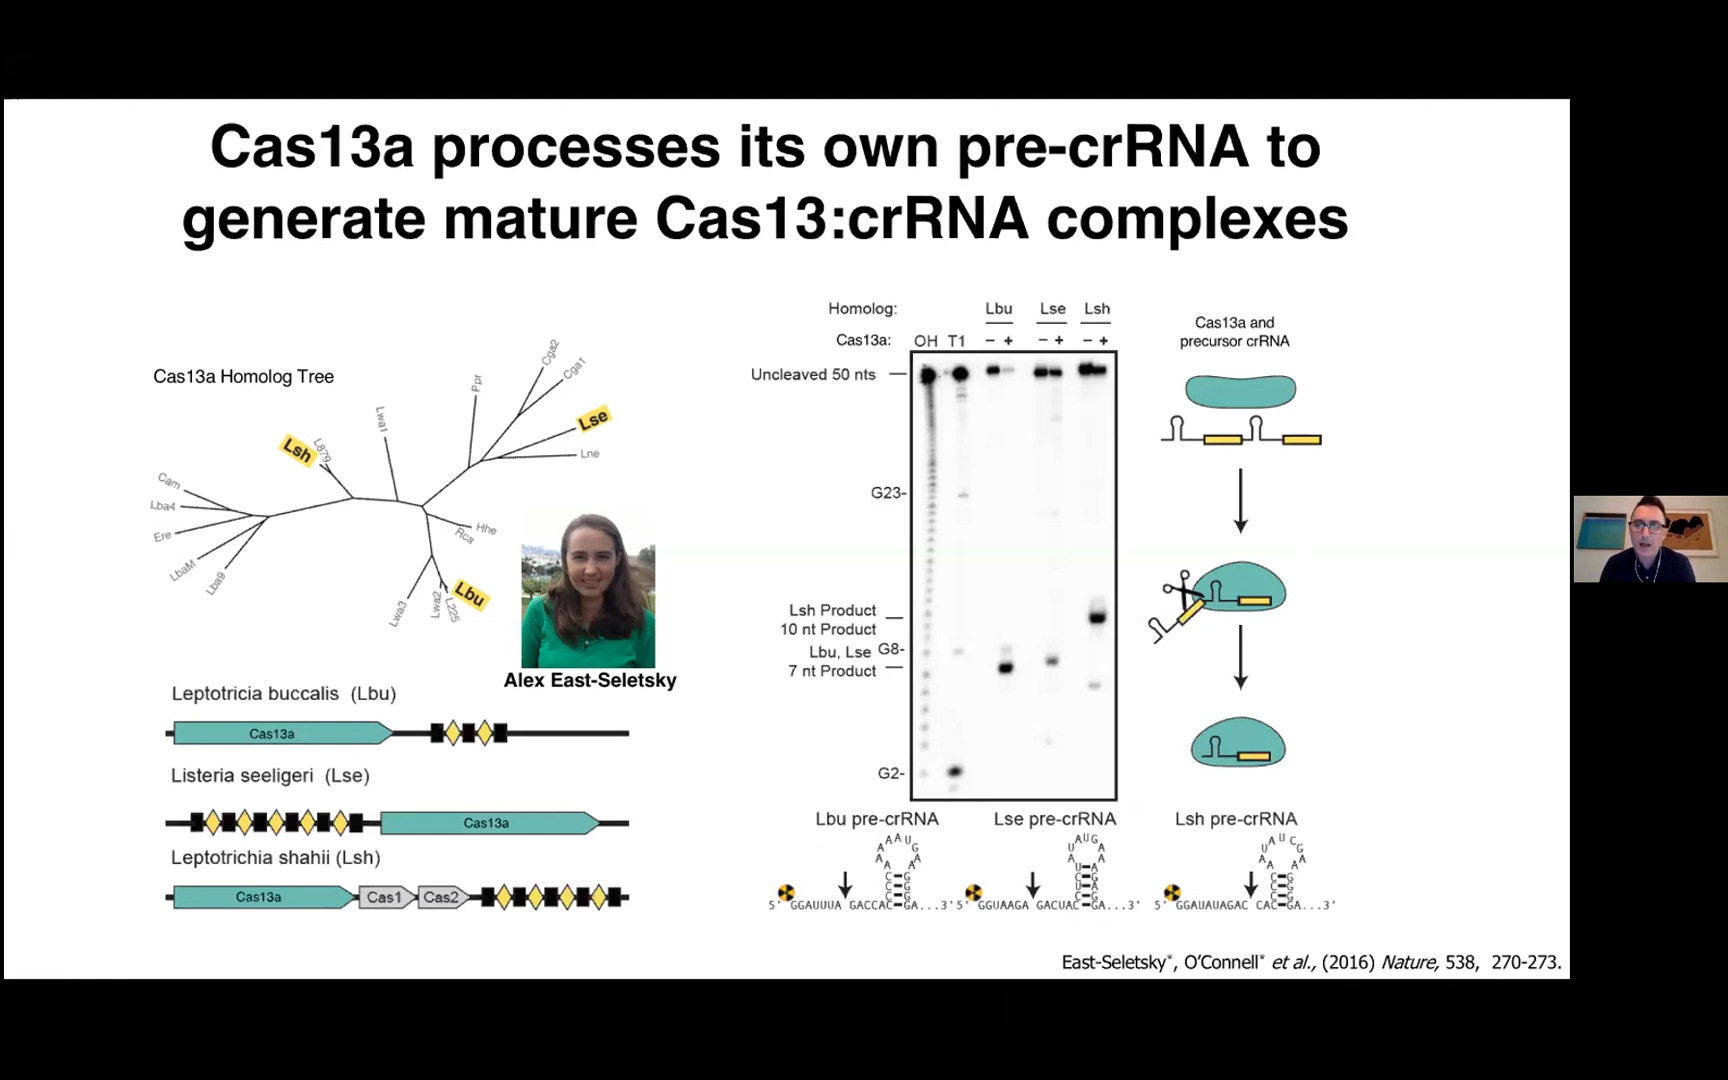 Cas13a processes its own pre-crRNA to
generate mature Cas13:crRNA complexes
Cas13a Homolog Tree
Lsh
L879
Lwa1
Ppr
Cga2
Cga1
Lse
Lne
Cam
Lba4
Ere
LbaM
Lba9
Hhe
Rca
Lwa3
Lwa2
L225
Lbu
Alex East-Seletsky
Leptotricia buccalis (Lbu)
Cas13a
Listeria seeligeri (Lse)
Cas13a
Leptotrichia shahii (Lsh)
Cas13a Cas1 Cas2
Homolog: Lbu Lse Lsh
Cas13a: OH T1 − + − + − +
Uncleaved 50 nts
G23-
Lsh Product
10 nt Product
Lbu, Lse G8-
7 nt Product
G2-
Cas13a and
precursor crRNA
Lbu pre-crRNA Lse pre-crRNA Lsh pre-crRNA
5' GGAUUUA GACCAC GA...3'
5' GGUAAGA GACUAC GA...3'
5' GGAUAUAGAC CAC GA...3'
East-Seletsky*, O'Connell* et al., (2016) Nature, 538, 270-273.